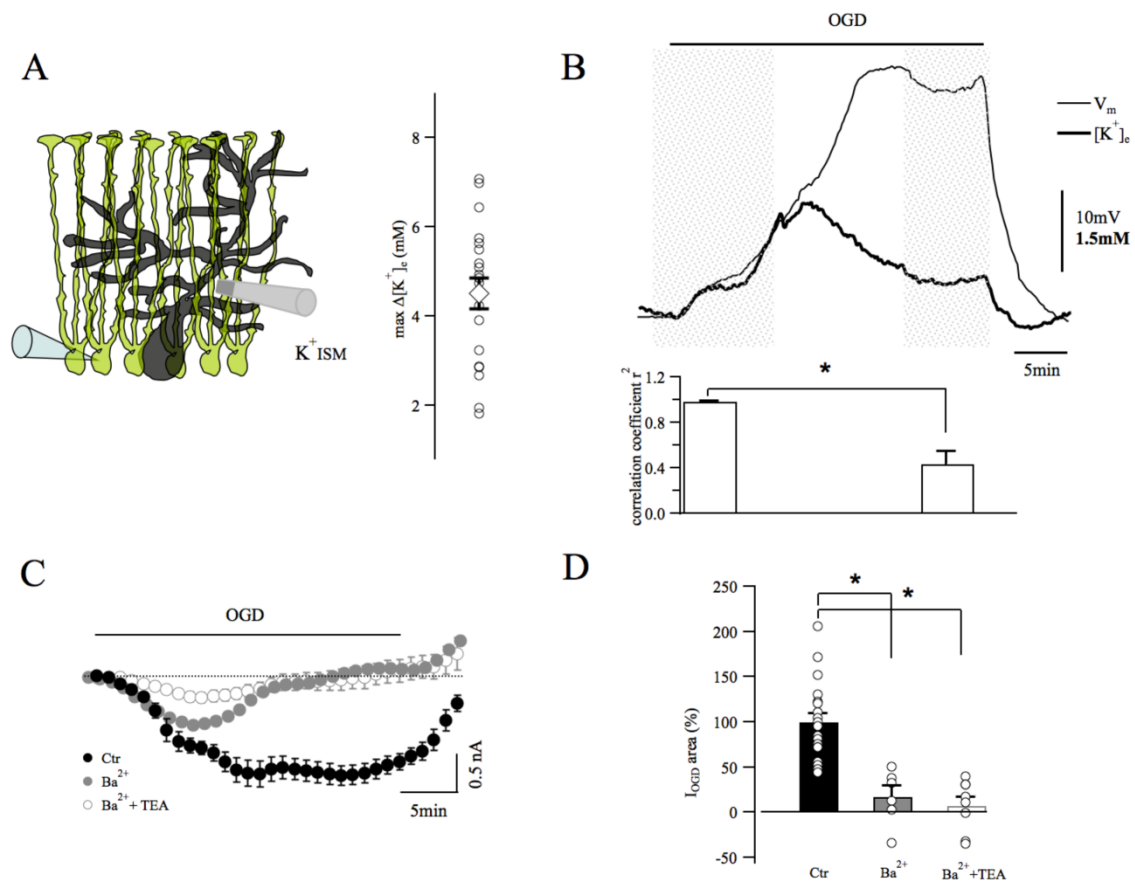 A
8
6
4
2
max Δ[K⁺]ₑ (mM)
K⁺ISM
B
OGD
Vₘ
[K⁺]ₑ
10mV
1.5mM
5min
*
1.2
0.8
0.4
0.0
correlation coefficient r²
C
OGD
Ctr
Ba²⁺
Ba²⁺+ TEA
0.5 nA
5min
D
250
200
150
100
50
0
-50
I_OGD area (%)
*
*
Ctr
Ba²⁺
Ba²⁺+TEA